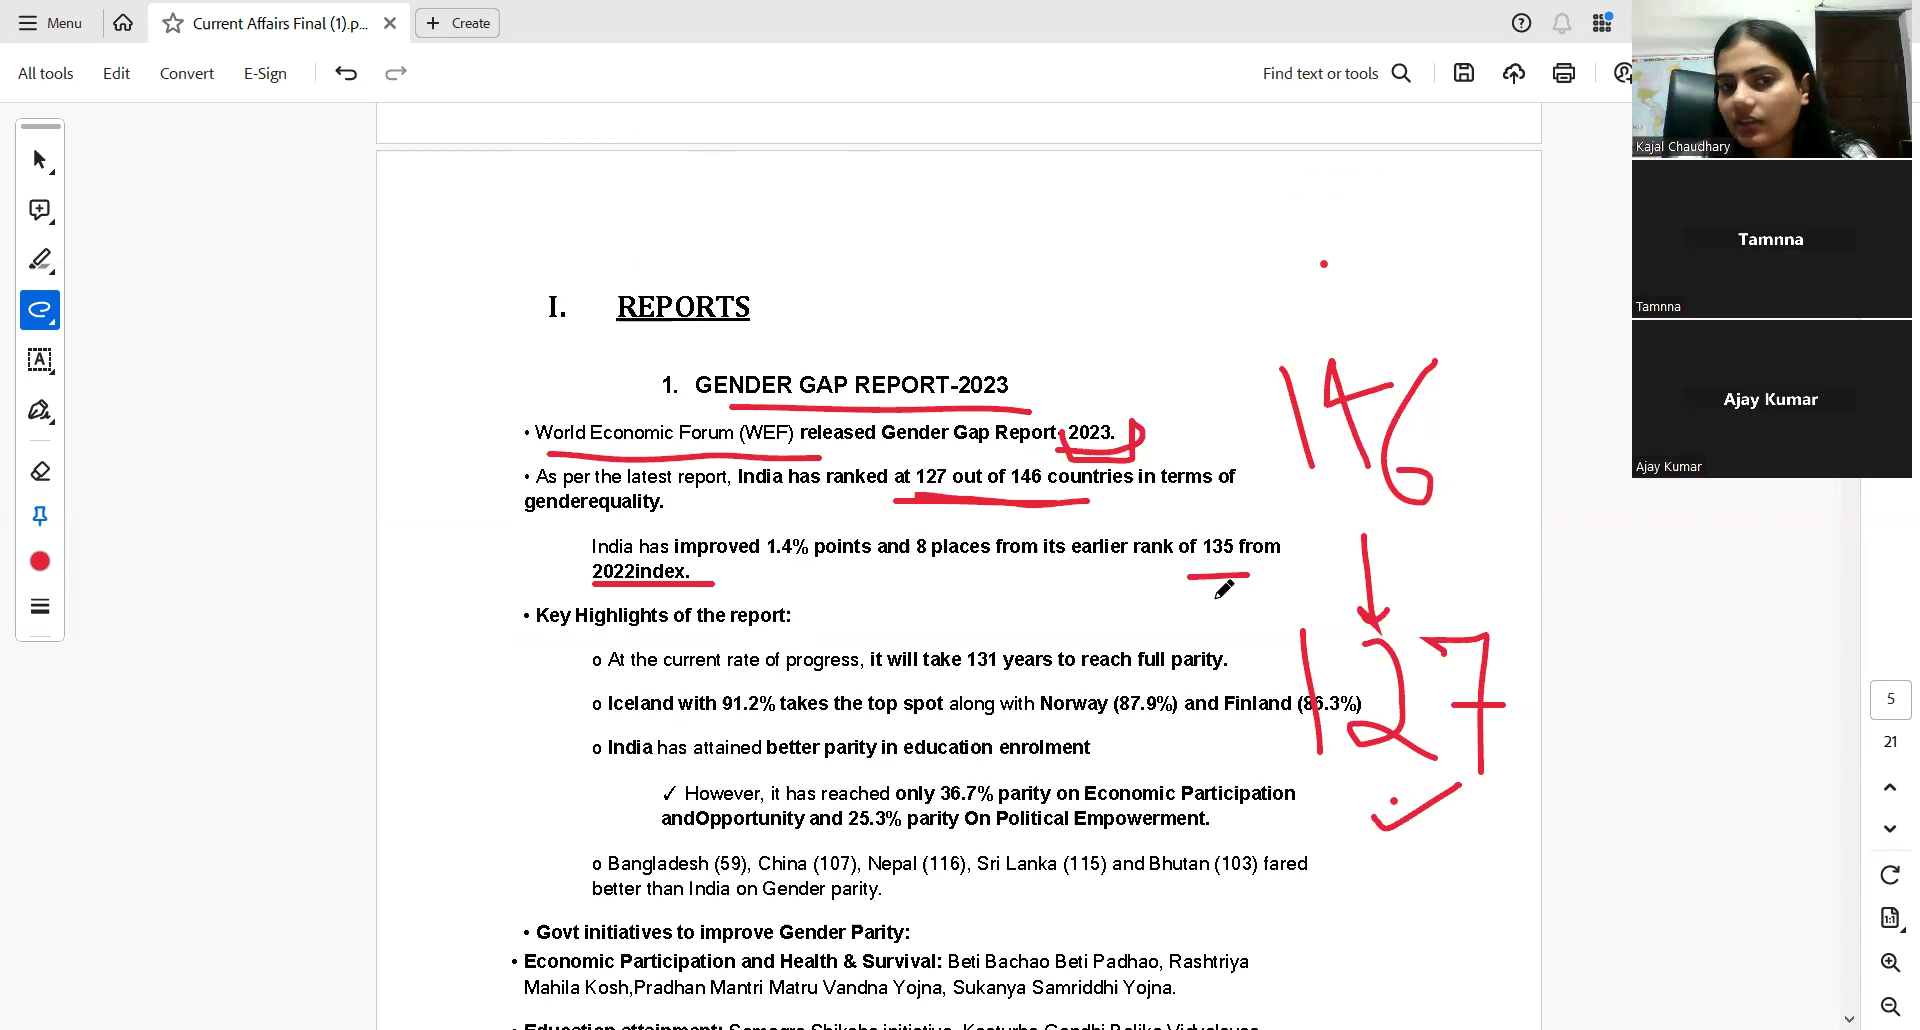 Menu
Current Affairs Final (1).p...
Create
All tools
Edit
Convert
E-Sign
Find text or tools
Kajal Chaudhary
Tamnna
Tamnna
Ajay Kumar
Ajay Kumar
I. REPORTS
1. GENDER GAP REPORT-2023
• World Economic Forum (WEF) released Gender Gap Report- 2023.
• As per the latest report, India has ranked at 127 out of 146 countries in terms of
genderequality.
India has improved 1.4% points and 8 places from its earlier rank of 135 from
2022index.
• Key Highlights of the report:
o At the current rate of progress, it will take 131 years to reach full parity.
o Iceland with 91.2% takes the top spot along with Norway (87.9%) and Finland (86.3%)
o India has attained better parity in education enrolment
✓ However, it has reached only 36.7% parity on Economic Participation
andOpportunity and 25.3% parity On Political Empowerment.
o Bangladesh (59), China (107), Nepal (116), Sri Lanka (115) and Bhutan (103) fared
better than India on Gender parity.
• Govt initiatives to improve Gender Parity:
• Economic Participation and Health & Survival: Beti Bachao Beti Padhao, Rashtriya
Mahila Kosh,Pradhan Mantri Matru Vandna Yojna, Sukanya Samriddhi Yojna.
146
127
5
21
1:1